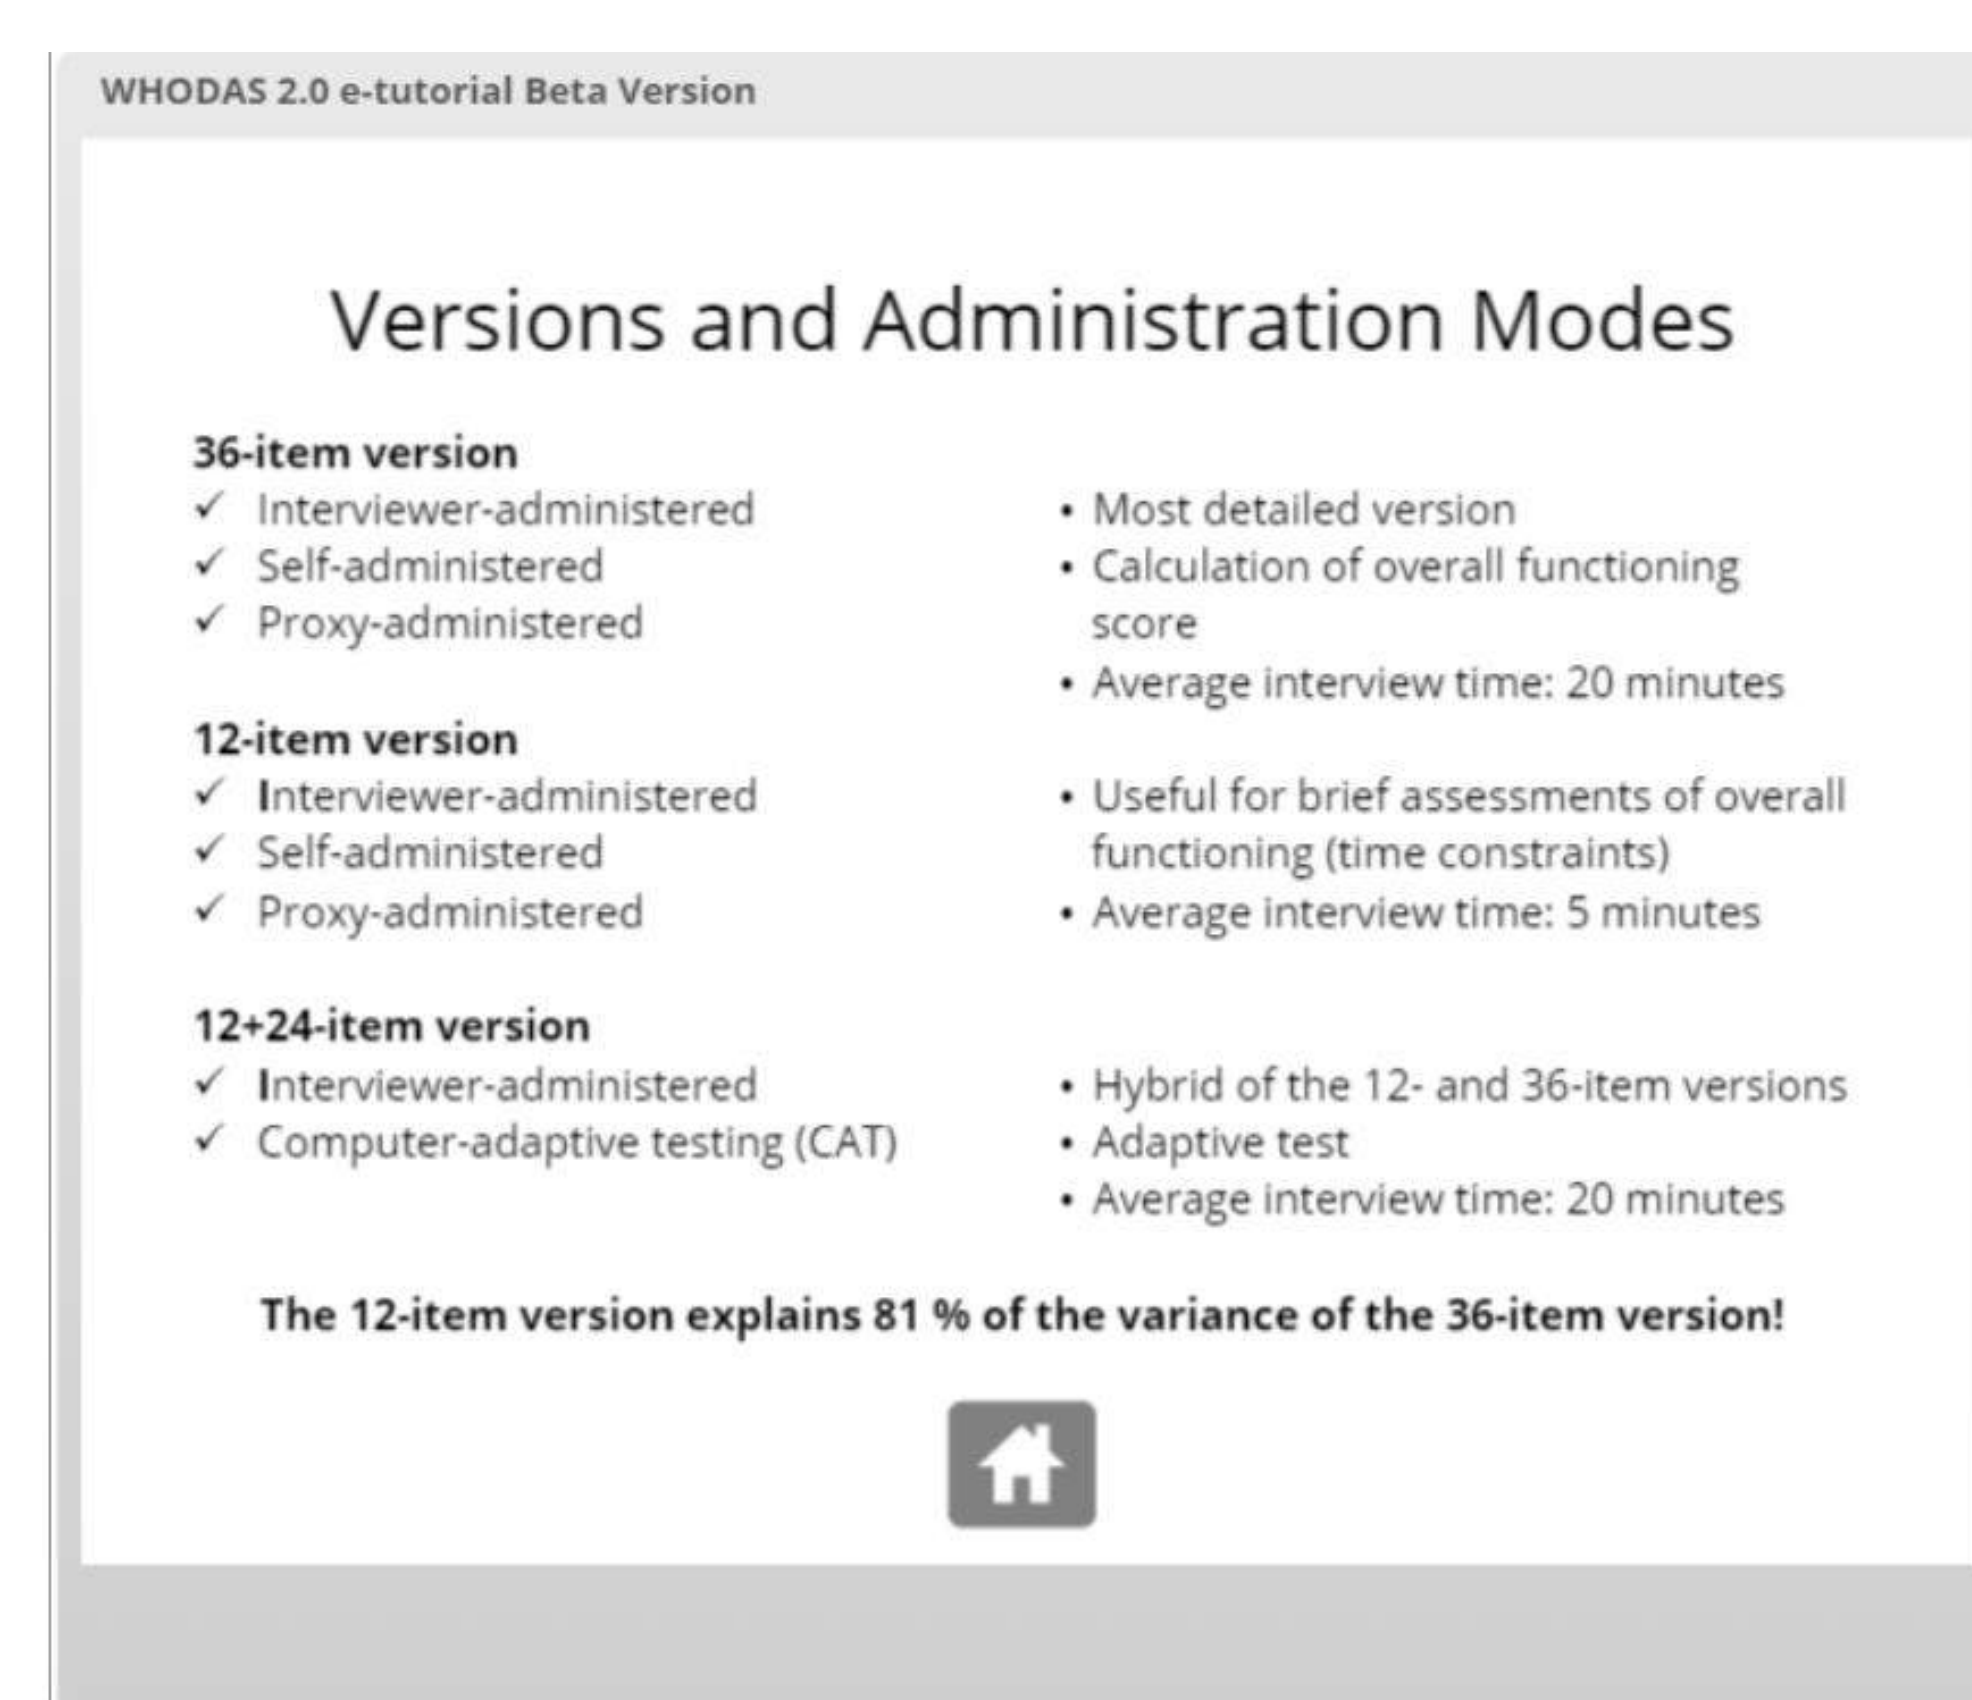 WHODAS 2.0 e-tutorial Beta Version
Versions and Administration Modes
36-item version
✓ Interviewer-administered
✓ Self-administered
✓ Proxy-administered
• Most detailed version
• Calculation of overall functioning
score
• Average interview time: 20 minutes
12-item version
✓ Interviewer-administered
✓ Self-administered
✓ Proxy-administered
• Useful for brief assessments of overall
functioning (time constraints)
• Average interview time: 5 minutes
12+24-item version
✓ Interviewer-administered
✓ Computer-adaptive testing (CAT)
• Hybrid of the 12- and 36-item versions
• Adaptive test
• Average interview time: 20 minutes
The 12-item version explains 81 % of the variance of the 36-item version!